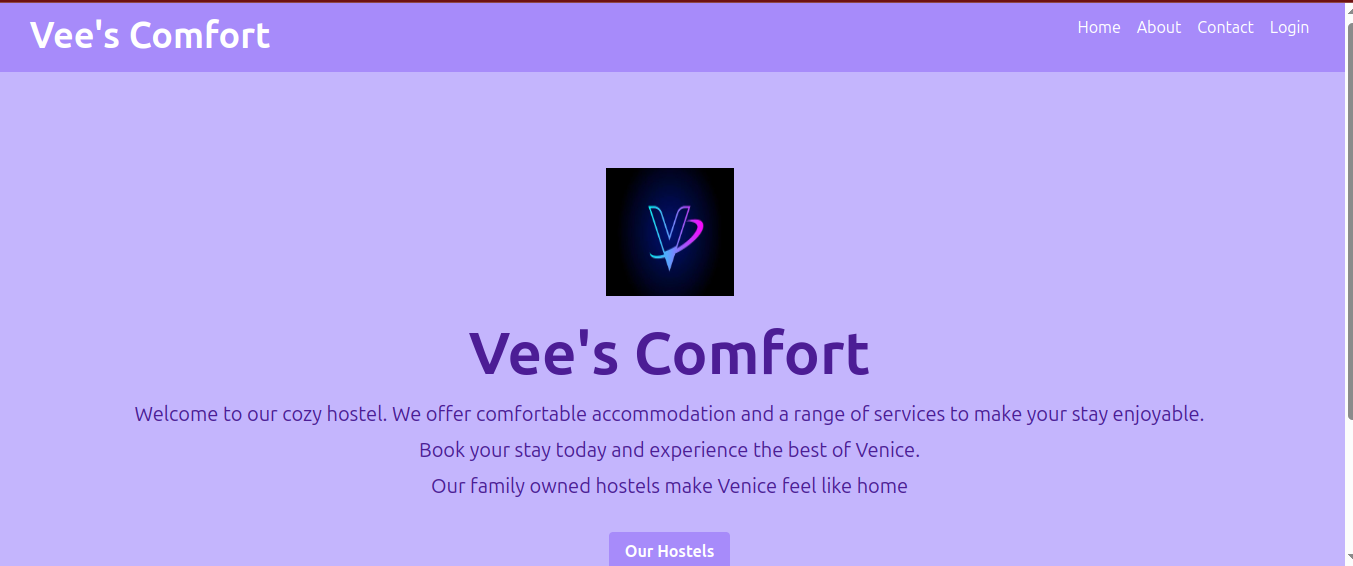 Vee's Comfort
Home About Contact Login
V
Vee's Comfort
Welcome to our cozy hostel. We offer comfortable accommodation and a range of services to make your stay enjoyable.
Book your stay today and experience the best of Venice.
Our family owned hostels make Venice feel like home
Our Hostels